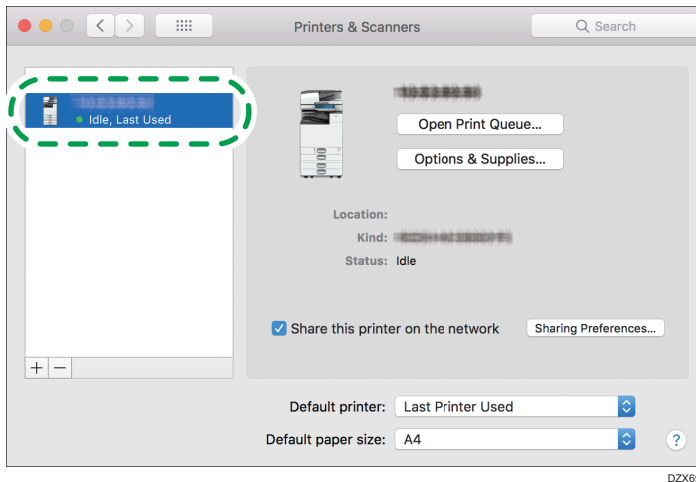 Printers & Scanners
Search
Idle, Last Used
Open Print Queue...
Options & Supplies...
Location:
Kind:
Status: Idle
Share this printer on the network
Sharing Preferences...
+ −
Default printer: Last Printer Used
Default paper size: A4
?